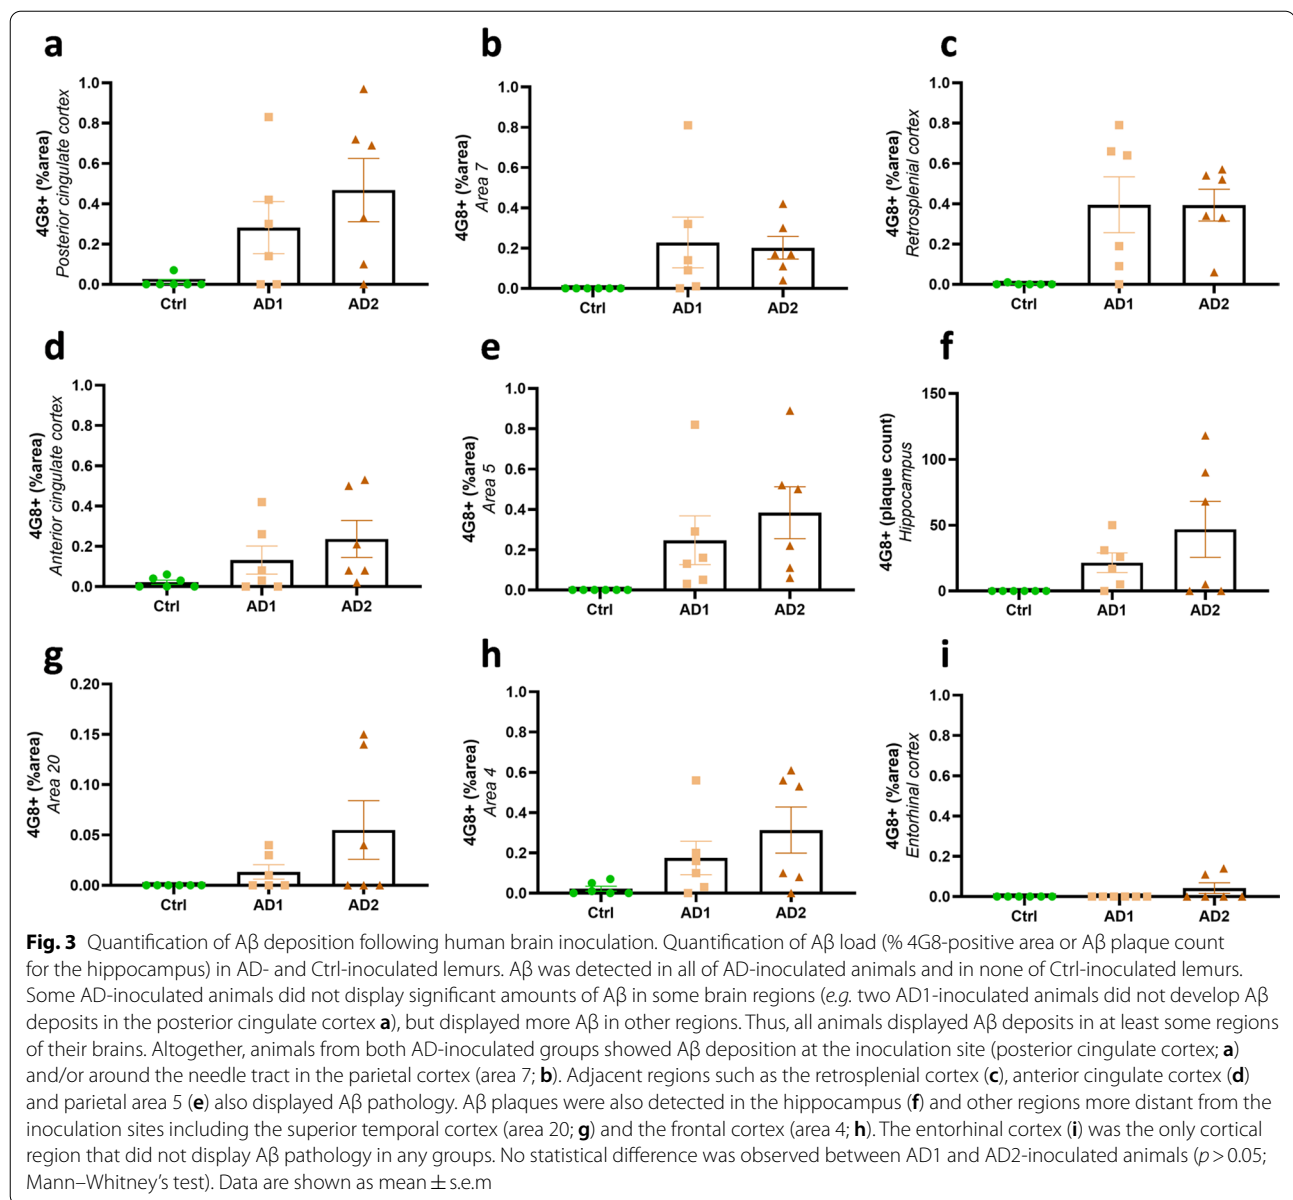 a
4G8+ (%area)
Posterior cingulate cortex
1.0
0.8
0.6
0.4
0.2
0.0
Ctrl AD1 AD2
b
4G8+ (%area)
Area 7
1.0
0.8
0.6
0.4
0.2
0.0
Ctrl AD1 AD2
c
4G8+ (%area)
Retrosplenial cortex
1.0
0.8
0.6
0.4
0.2
0.0
Ctrl AD1 AD2
d
4G8+ (%area)
Anterior cingulate cortex
1.0
0.8
0.6
0.4
0.2
0.0
Ctrl AD1 AD2
e
4G8+ (%area)
Area 5
1.0
0.8
0.6
0.4
0.2
0.0
Ctrl AD1 AD2
f
4G8+ (plaque count)
Hippocampus
150
100
50
0
Ctrl AD1 AD2
g
4G8+ (%area)
Area 20
0.20
0.15
0.10
0.05
0.00
Ctrl AD1 AD2
h
4G8+ (%area)
Area 4
1.0
0.8
0.6
0.4
0.2
0.0
Ctrl AD1 AD2
i
4G8+ (%area)
Entorhinal cortex
1.0
0.8
0.6
0.4
0.2
0.0
Ctrl AD1 AD2
Fig. 3 Quantification of Aβ deposition following human brain inoculation. Quantification of Aβ load (% 4G8-positive area or Aβ plaque count
for the hippocampus) in AD- and Ctrl-inoculated lemurs. Aβ was detected in all of AD-inoculated animals and in none of Ctrl-inoculated lemurs.
Some AD-inoculated animals did not display significant amounts of Aβ in some brain regions (e.g. two AD1-inoculated animals did not develop Aβ
deposits in the posterior cingulate cortex a), but displayed more Aβ in other regions. Thus, all animals displayed Aβ deposits in at least some regions
of their brains. Altogether, animals from both AD-inoculated groups showed Aβ deposition at the inoculation site (posterior cingulate cortex; a)
and/or around the needle tract in the parietal cortex (area 7; b). Adjacent regions such as the retrosplenial cortex (c), anterior cingulate cortex (d)
and parietal area 5 (e) also displayed Aβ pathology. Aβ plaques were also detected in the hippocampus (f) and other regions more distant from the
inoculation sites including the superior temporal cortex (area 20; g) and the frontal cortex (area 4; h). The entorhinal cortex (i) was the only cortical
region that did not display Aβ pathology in any groups. No statistical difference was observed between AD1 and AD2-inoculated animals (p > 0.05;
Mann–Whitney's test). Data are shown as mean ± s.e.m